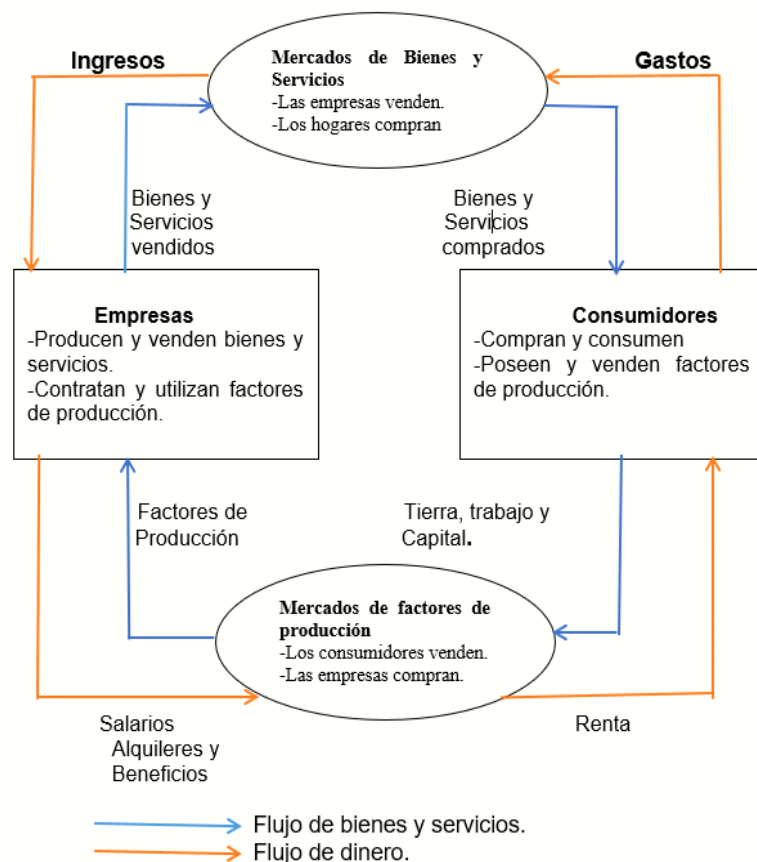 Ingresos
Mercados de Bienes y
Servicios
-Las empresas venden.
-Los hogares compran
Gastos
Bienes y
Servicios
vendidos
Bienes y
Servicios
comprados
Empresas
-Producen y venden bienes y
servicios.
-Contratan y utilizan factores
de producción.
Consumidores
-Compran y consumen
-Poseen y venden factores
de producción.
Factores de
Producción
Tierra, trabajo y
Capital.
Mercados de factores de
producción
-Los consumidores venden.
-Las empresas compran.
Salarios
Alquileres y
Beneficios
Renta
Flujo de bienes y servicios.
Flujo de dinero.